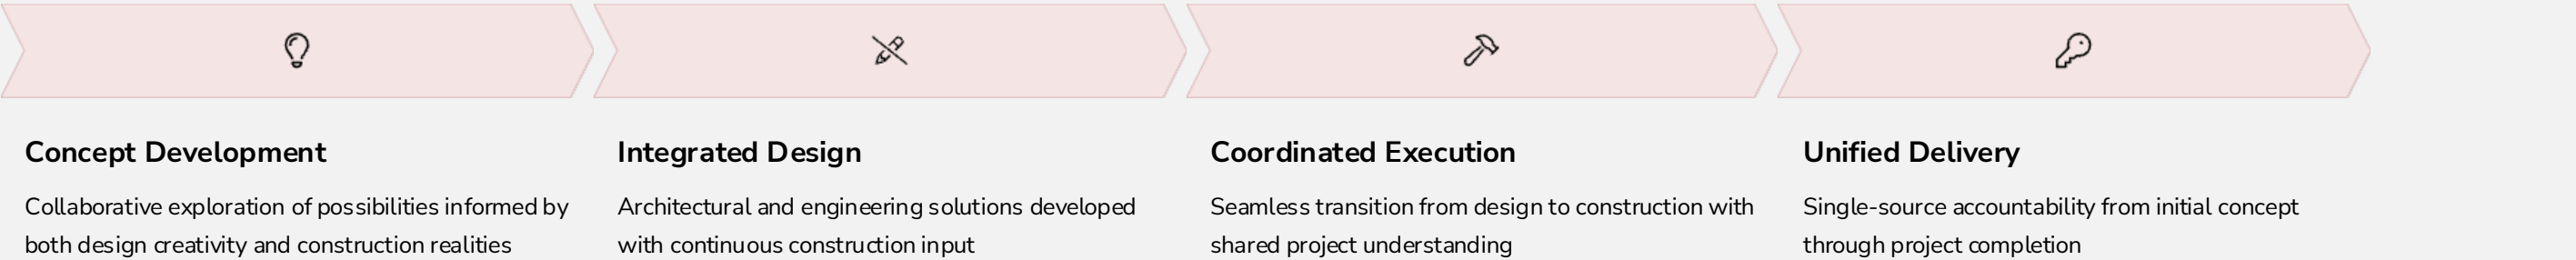 Concept Development
Collaborative exploration of possibilities informed by
both design creativity and construction realities
Integrated Design
Architectural and engineering solutions developed
with continuous construction input
Coordinated Execution
Seamless transition from design to construction with
shared project understanding
Unified Delivery
Single-source accountability from initial concept
through project completion